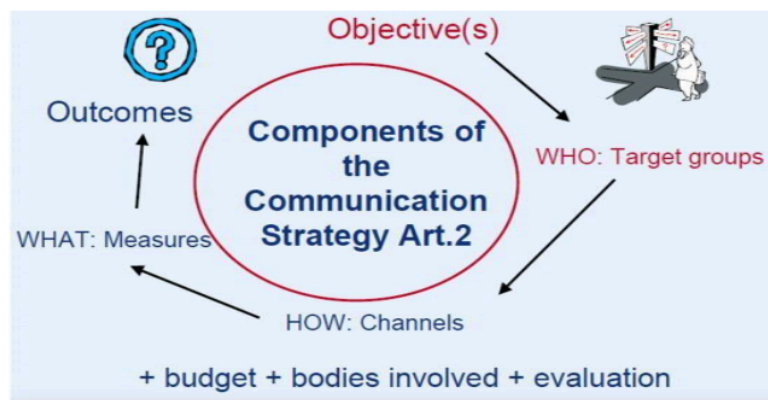 Objective(s)
Outcomes
Components of
the
Communication
Strategy Art.2
WHO: Target groups
WHAT: Measures
HOW: Channels
+ budget + bodies involved + evaluation